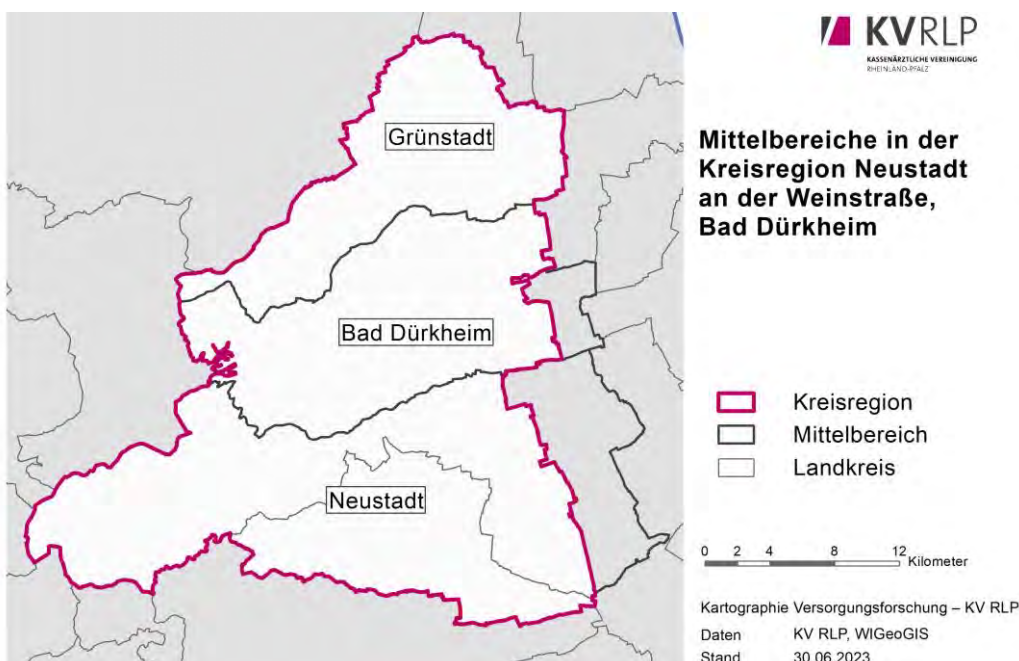 KVRLP
KASSENÄRZTLICHE VEREINIGUNG
RHEINLAND-PFALZ
Mittelbereiche in der
Kreisregion Neustadt
an der Weinstraße,
Bad Dürkheim
Grünstadt
Bad Dürkheim
Neustadt
Kreisregion
Mittelbereich
Landkreis
0 2 4 8 12
Kilometer
Kartographie Versorgungsforschung – KV RLP
Daten KV RLP, WIGeoGIS
Stand 30.06.2023